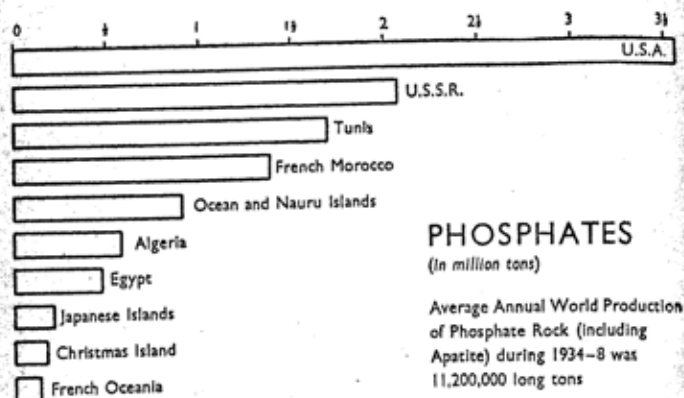 0 ½ 1 1½ 2 2½ 3 3½
U.S.A.
U.S.S.R.
Tunis
French Morocco
Ocean and Nauru Islands
Algeria
Egypt
Japanese Islands
Christmas Island
French Oceania
PHOSPHATES
(in million tons)
Average Annual World Production
of Phosphate Rock (including
Apatite) during 1934–8 was
11,200,000 long tons